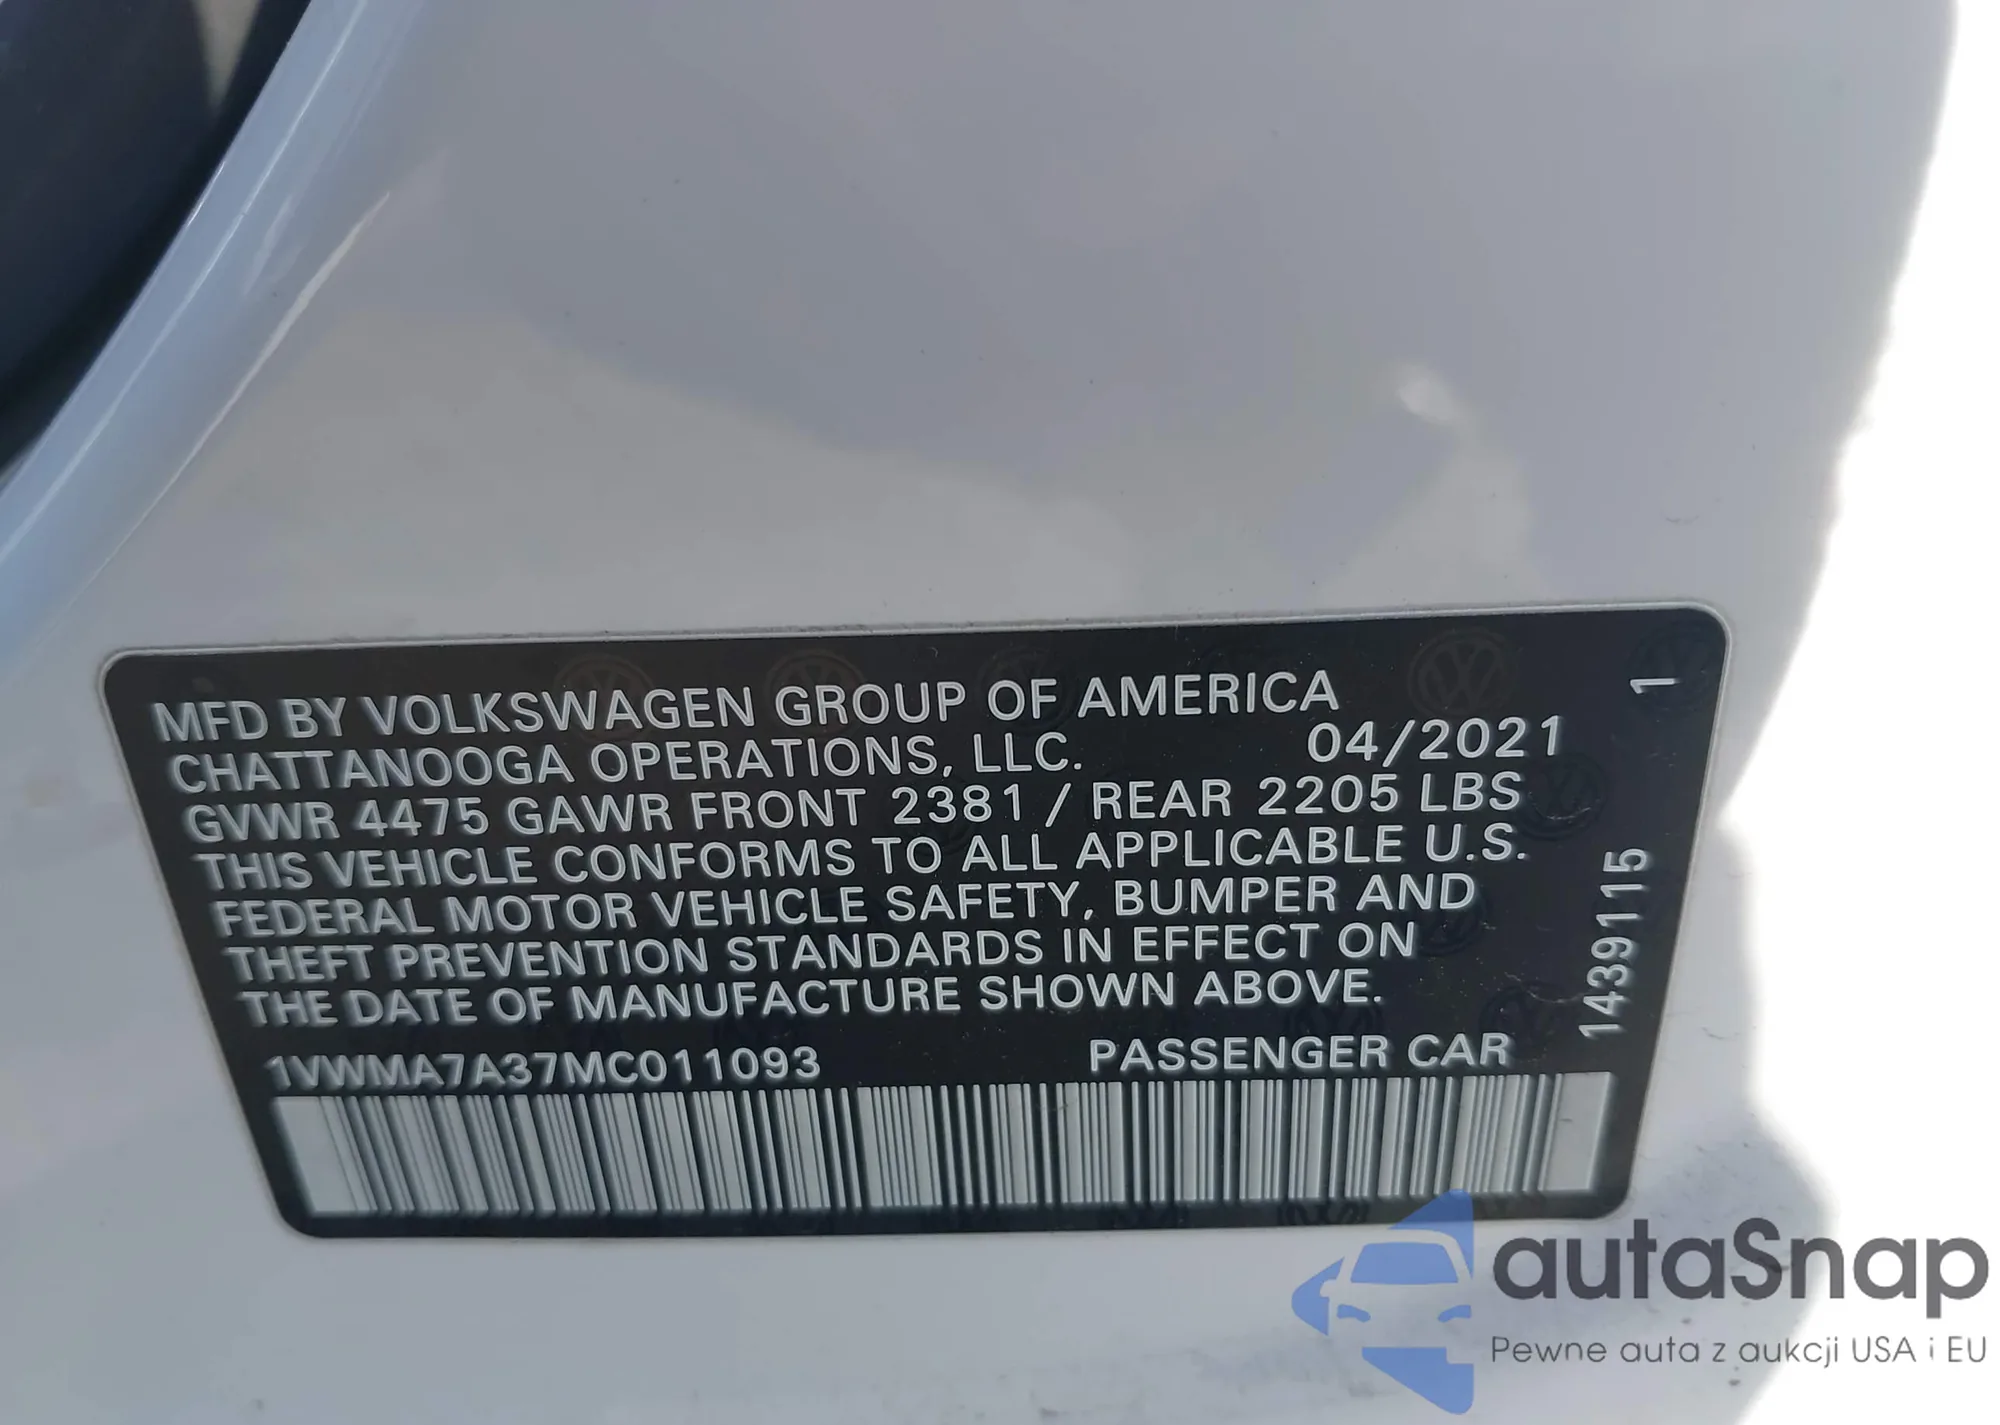 MFD BY VOLKSWAGEN GROUP OF AMERICA
CHATTANOOGA OPERATIONS, LLC. 04/2021
GVWR 4475 GAWR FRONT 2381 / REAR 2205 LBS
THIS VEHICLE CONFORMS TO ALL APPLICABLE U.S.
FEDERAL MOTOR VEHICLE SAFETY, BUMPER AND
THEFT PREVENTION STANDARDS IN EFFECT ON
THE DATE OF MANUFACTURE SHOWN ABOVE.
1VWMA7A37MC011093 PASSENGER CAR
1439115 1
autaSnap
Pewne auta z aukcji USA i EU